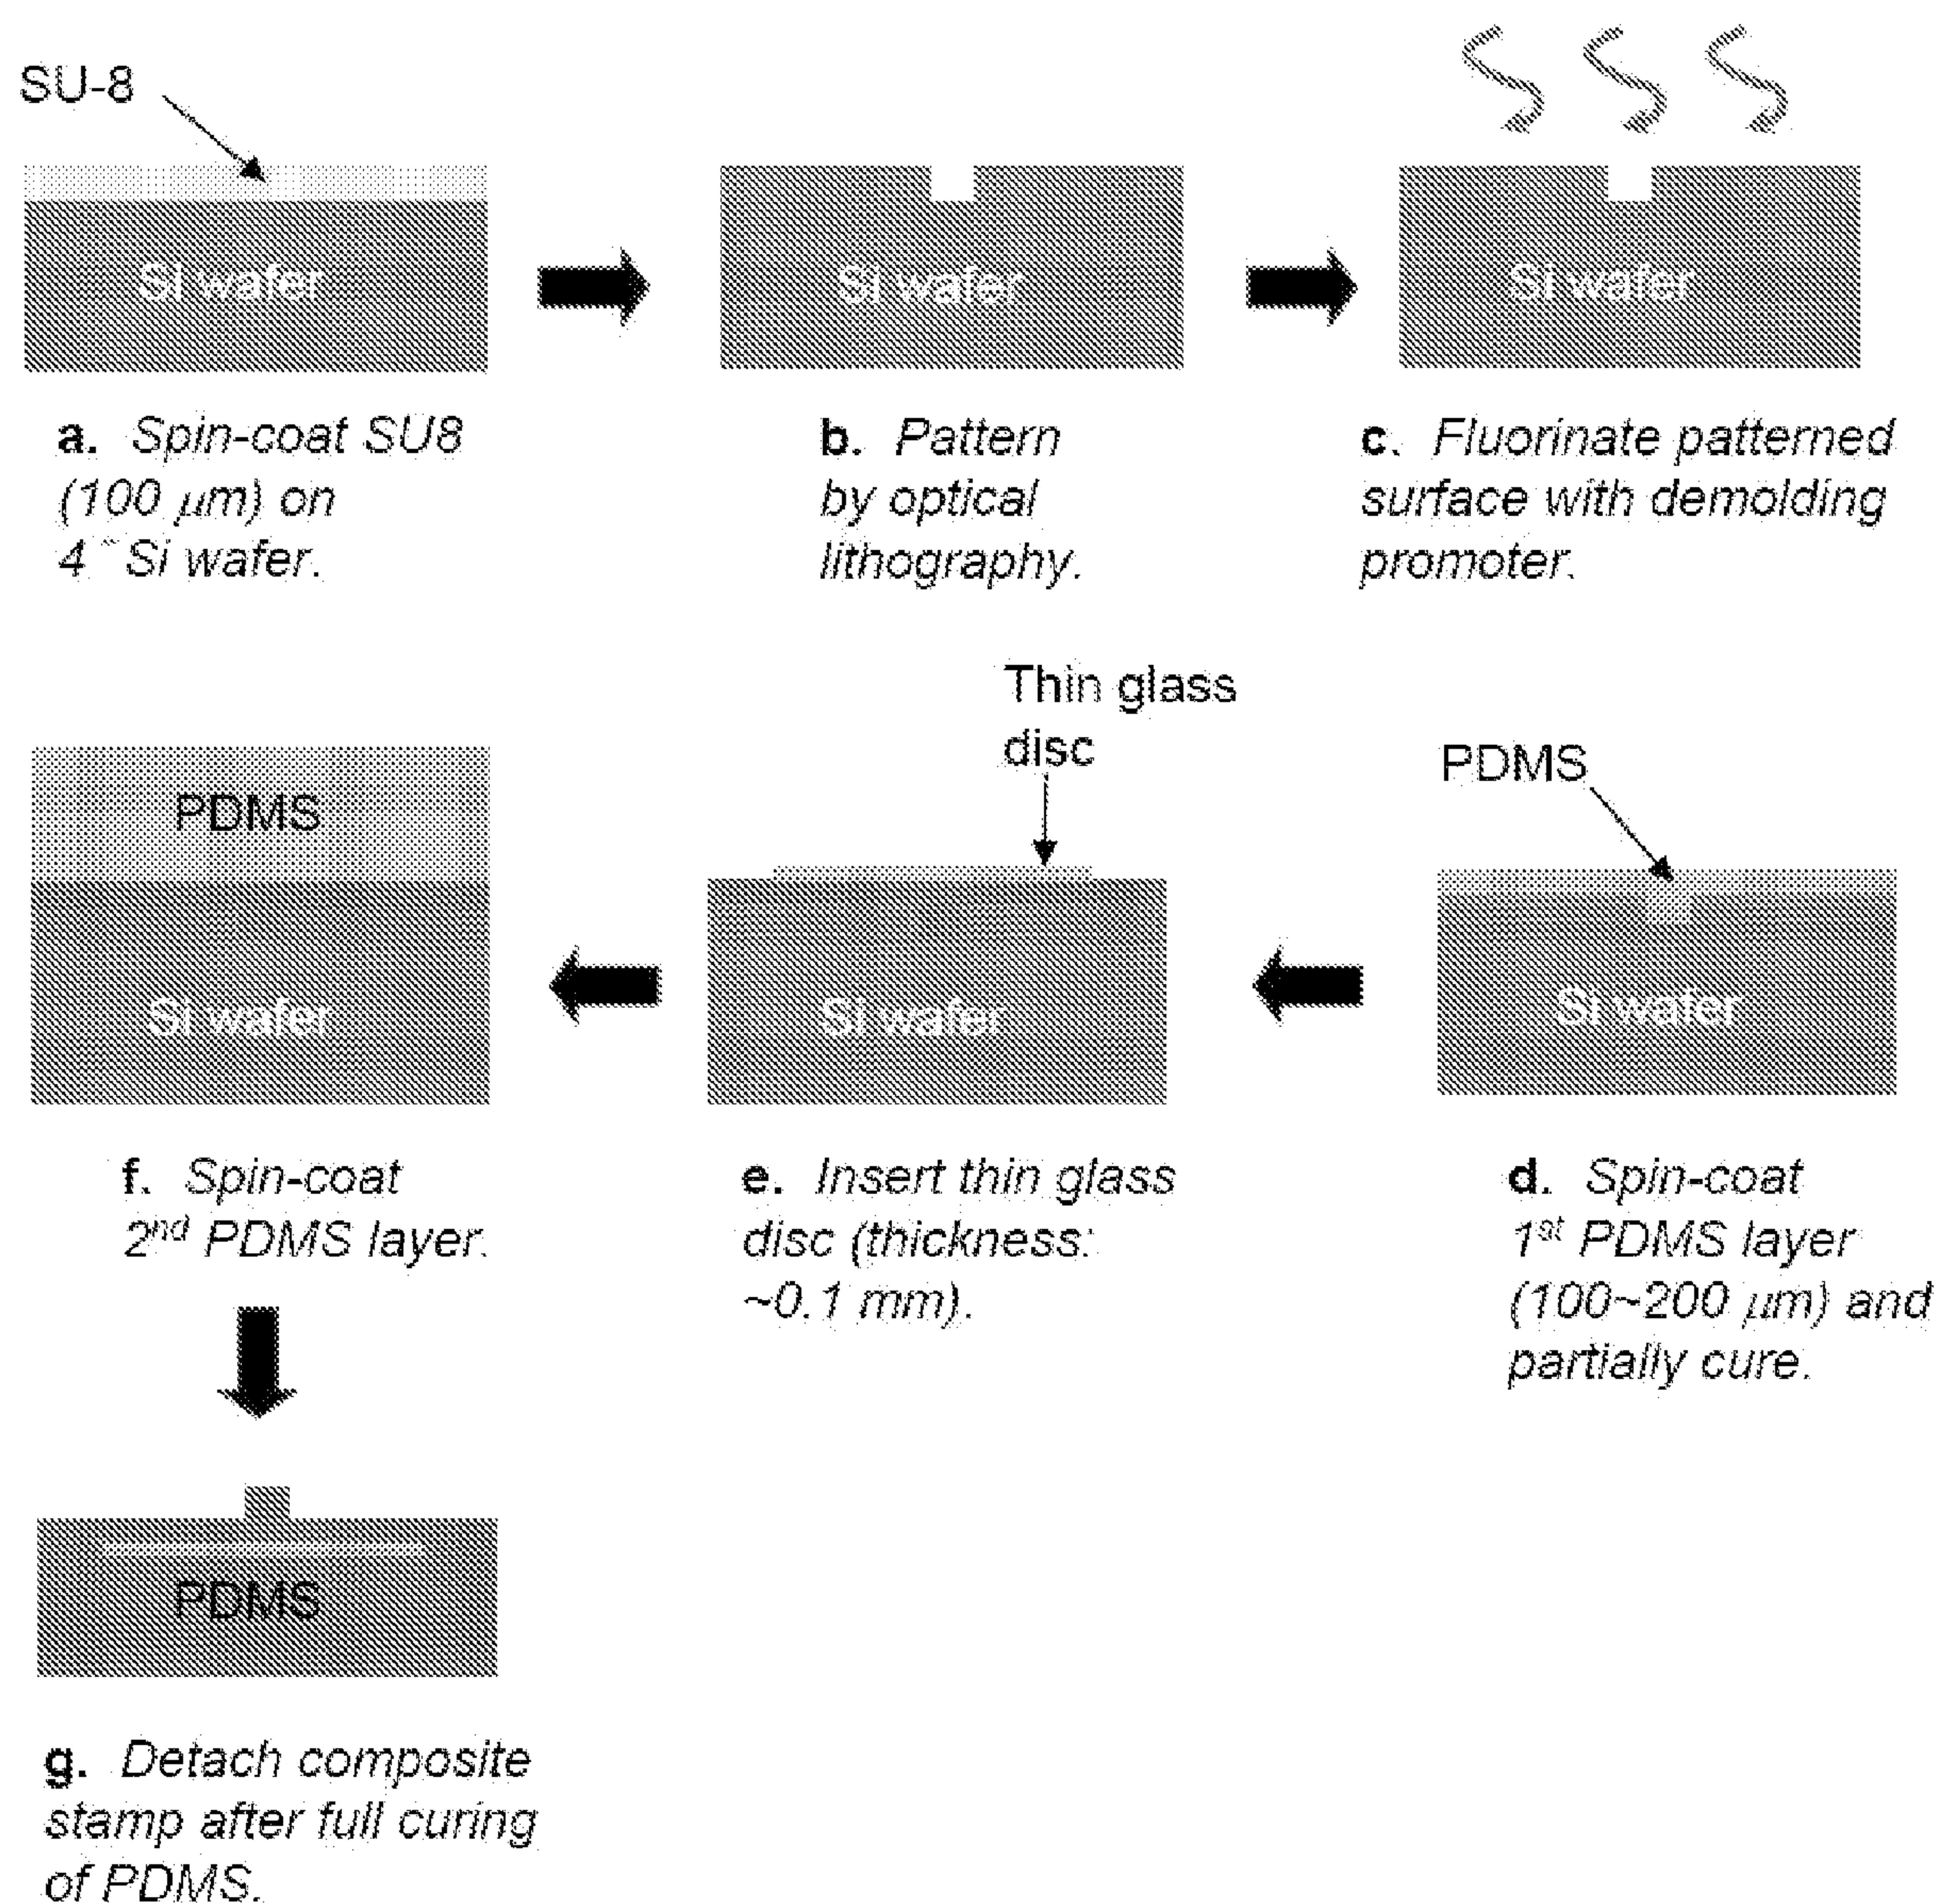 SU-8
Si wafer
Si wafer
Si wafer
a. Spin-coat SU8
(100 μm) on
4 ˝ Si wafer.
b. Pattern
by optical
lithography.
c. Fluorinate patterned
surface with demolding
promoter.
Thin glass
disc
PDMS
PDMS
Si wafer
Si wafer
Si wafer
f. Spin-coat
2nd PDMS layer.
e. Insert thin glass
disc (thickness:
~0.1 mm).
d. Spin-coat
1st PDMS layer
(100~200 μm) and
partially cure.
PDMS
g. Detach composite
stamp after full curing
of PDMS.